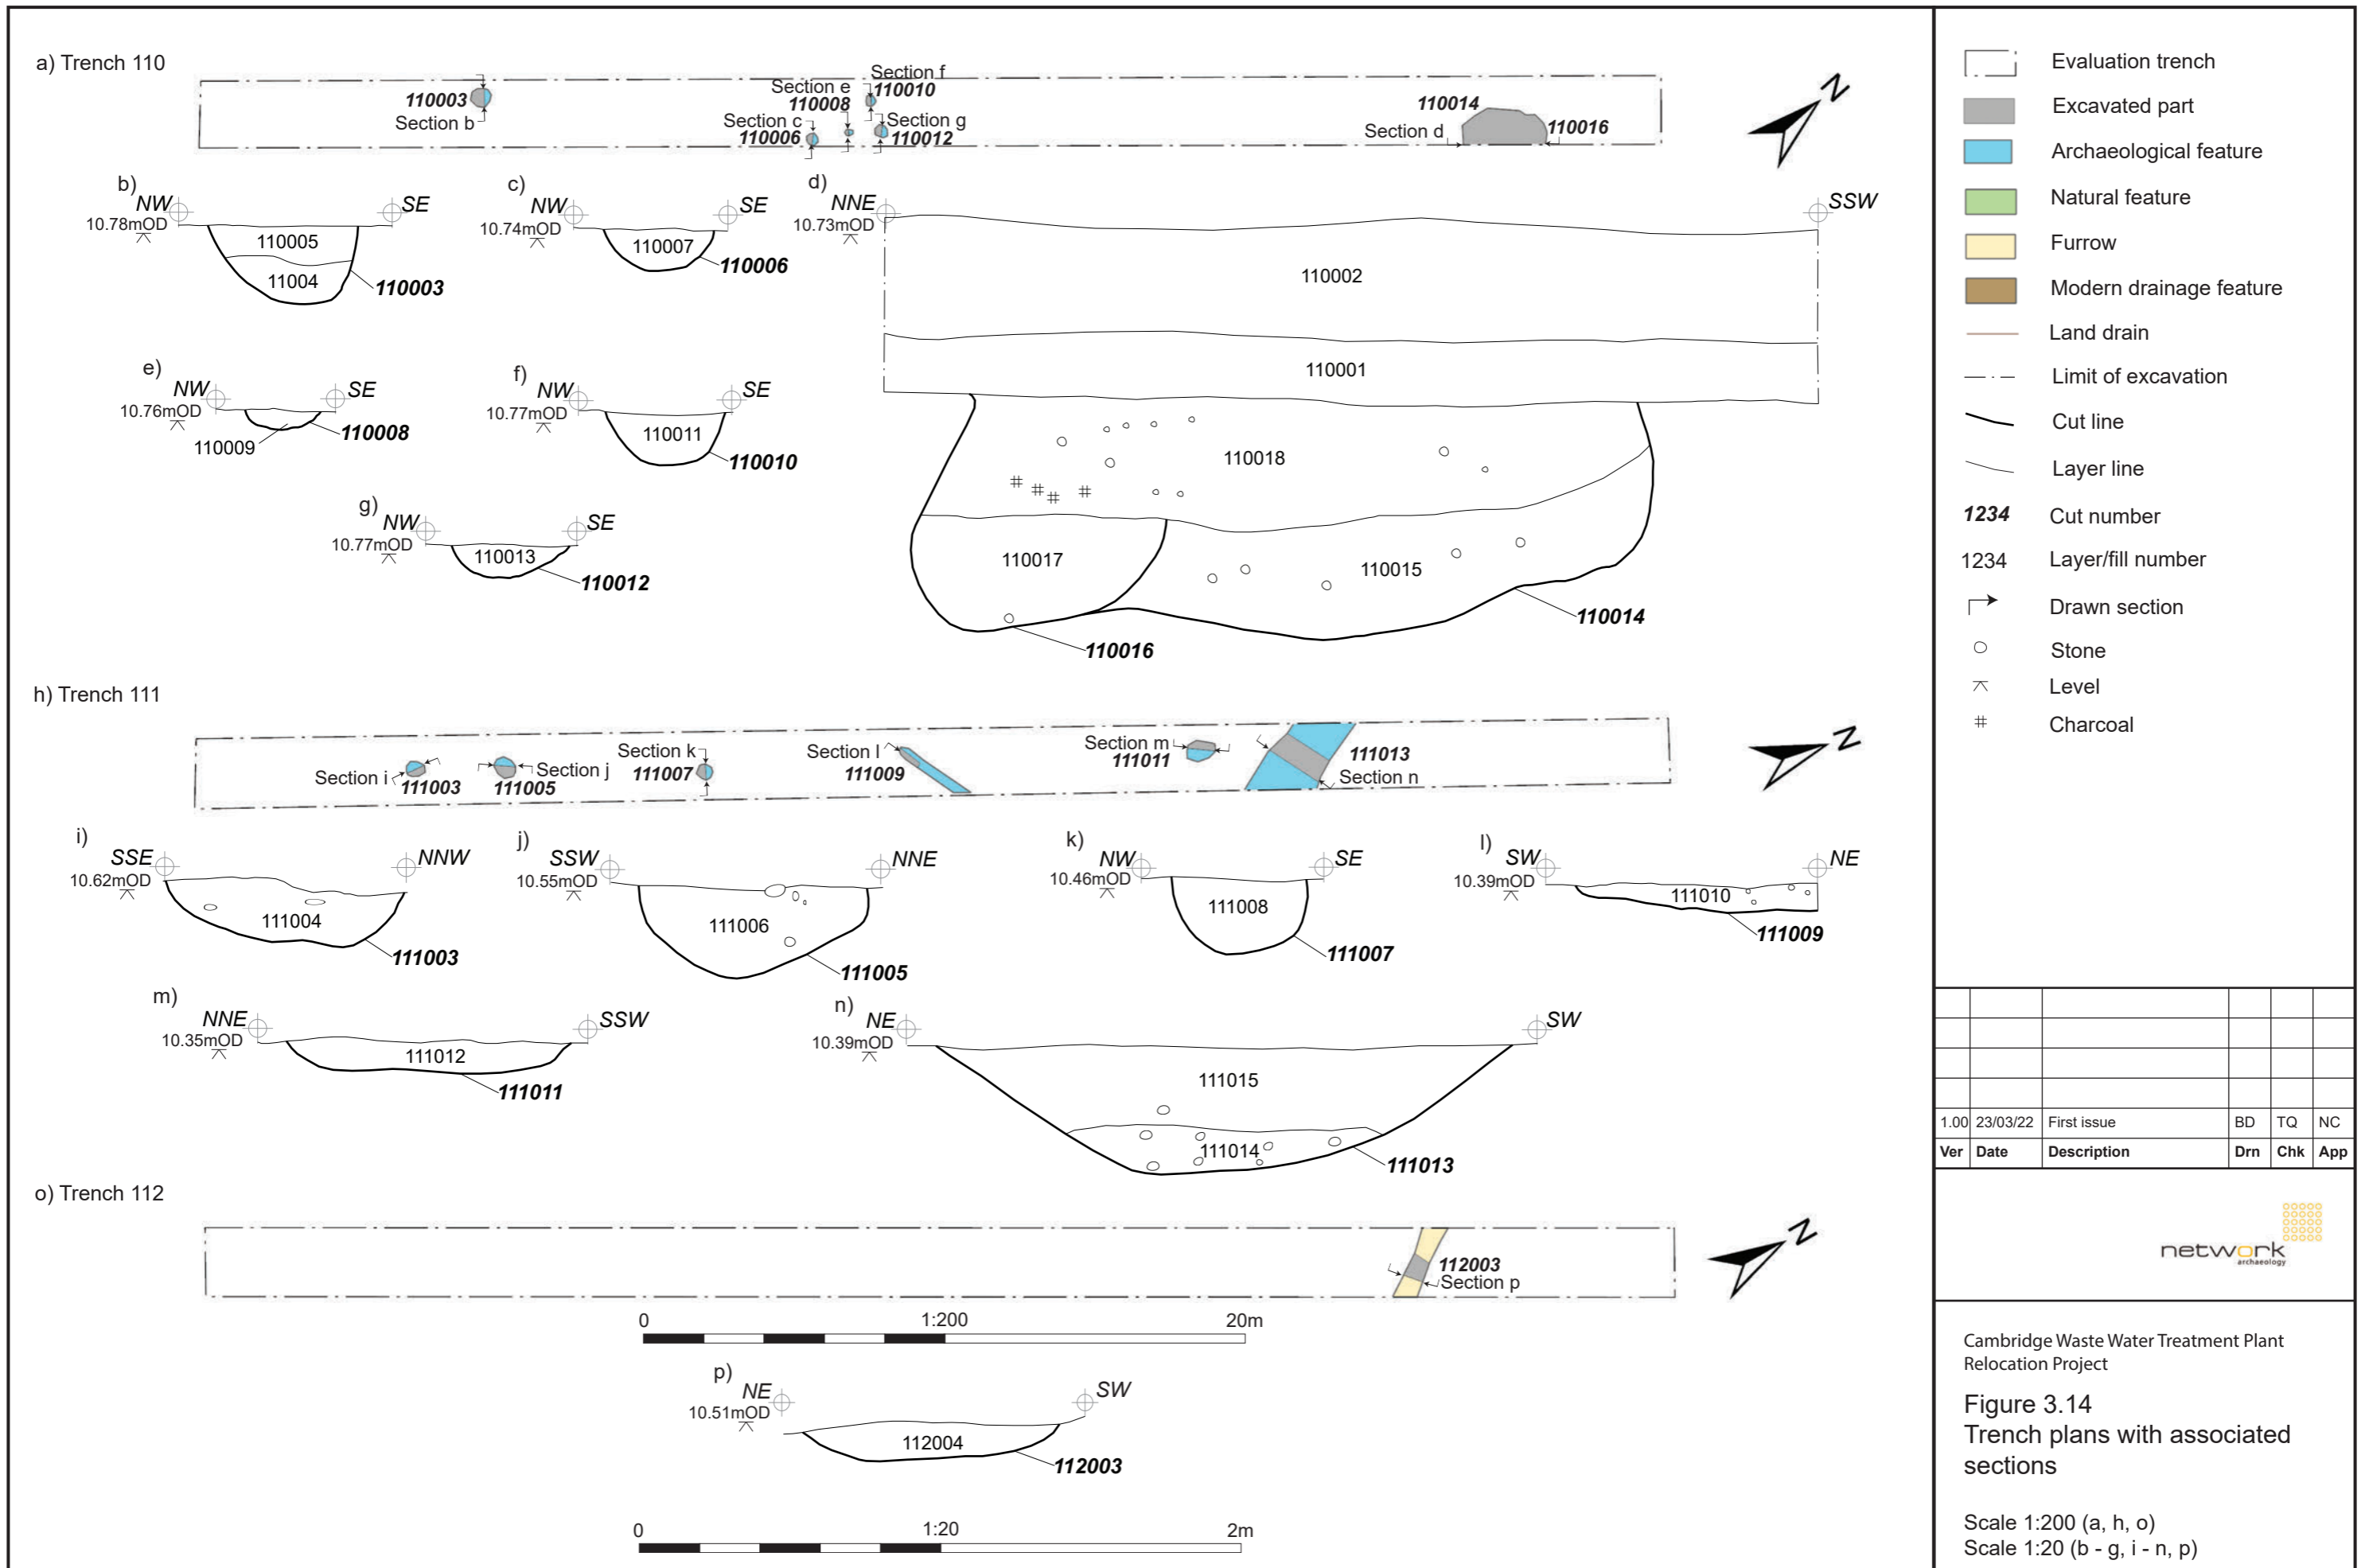 a) Trench 110
110003
Section b
Section c
110006
Section e
110008
Section f
110010
Section g
110012
110014
Section d
110016
N
b)
NW
SE
10.78mOD
110005
11004
110003
c)
NW
SE
10.74mOD
110007
110006
d)
NNE
SSW
10.73mOD
110002
110001
110018
110017
110015
110014
110016
e)
NW
SE
10.76mOD
110009
110008
f)
NW
SE
10.77mOD
110011
110010
g)
NW
SE
10.77mOD
110013
110012
h) Trench 111
Section i
111003
Section j
111005
Section k
111007
Section l
111009
Section m
111011
111013
Section n
N
i)
SSE
NNW
10.62mOD
111004
111003
j)
SSW
NNE
10.55mOD
111006
111005
k)
NW
SE
10.46mOD
111008
111007
l)
SW
NE
10.39mOD
111010
111009
m)
NNE
SSW
10.35mOD
111012
111011
n)
NE
SW
10.39mOD
111015
111014
111013
o) Trench 112
112003
Section p
N
0 1:200 20m
p)
NE
SW
10.51mOD
112004
112003
0 1:20 2m
Evaluation trench
Excavated part
Archaeological feature
Natural feature
Furrow
Modern drainage feature
Land drain
Limit of excavation
Cut line
Layer line
1234 Cut number
1234 Layer/fill number
Drawn section
Stone
Level
Charcoal
1.00 23/03/22 First issue BD TQ NC
Ver Date Description Drn Chk App
network
archaeology
Cambridge Waste Water Treatment Plant
Relocation Project
Figure 3.14
Trench plans with associated
sections
Scale 1:200 (a, h, o)
Scale 1:20 (b - g, i - n, p)